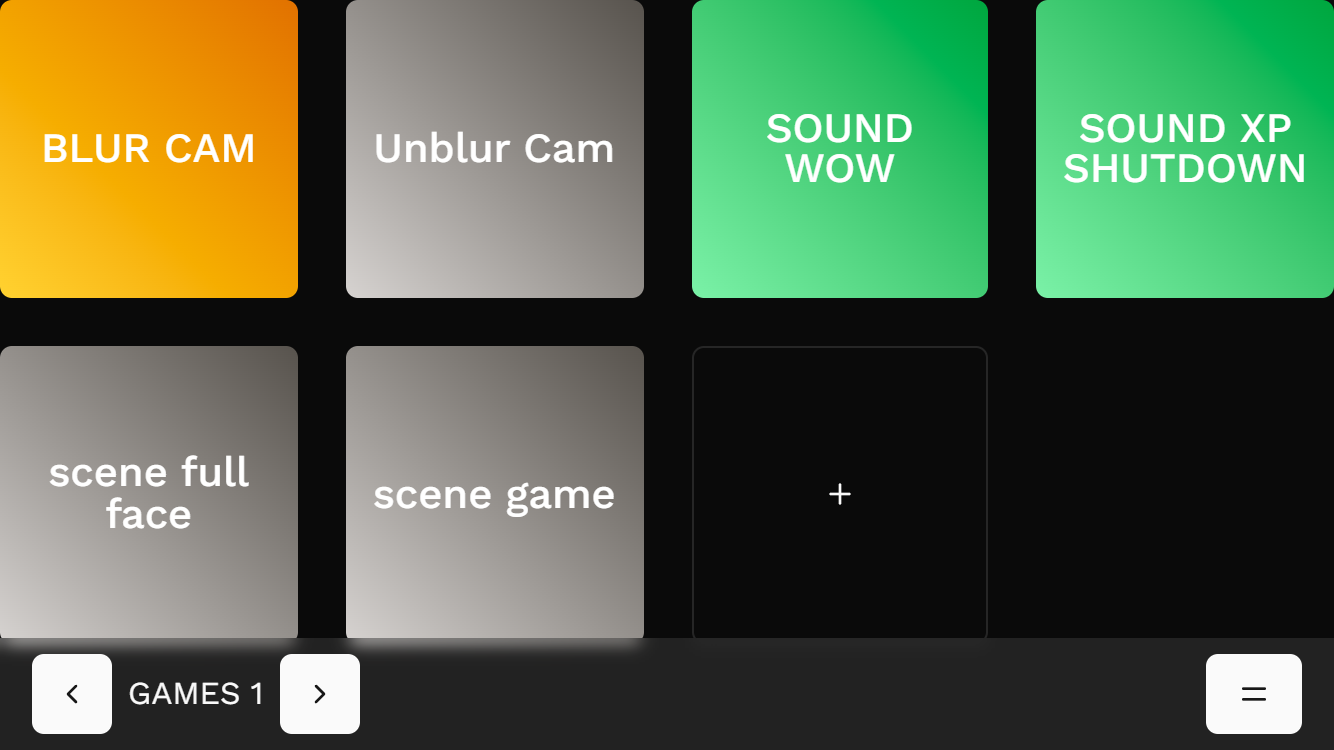 BLUR CAM
Unblur Cam
SOUND
WOW
SOUND XP
SHUTDOWN
scene full
face
scene game
GAMES 1